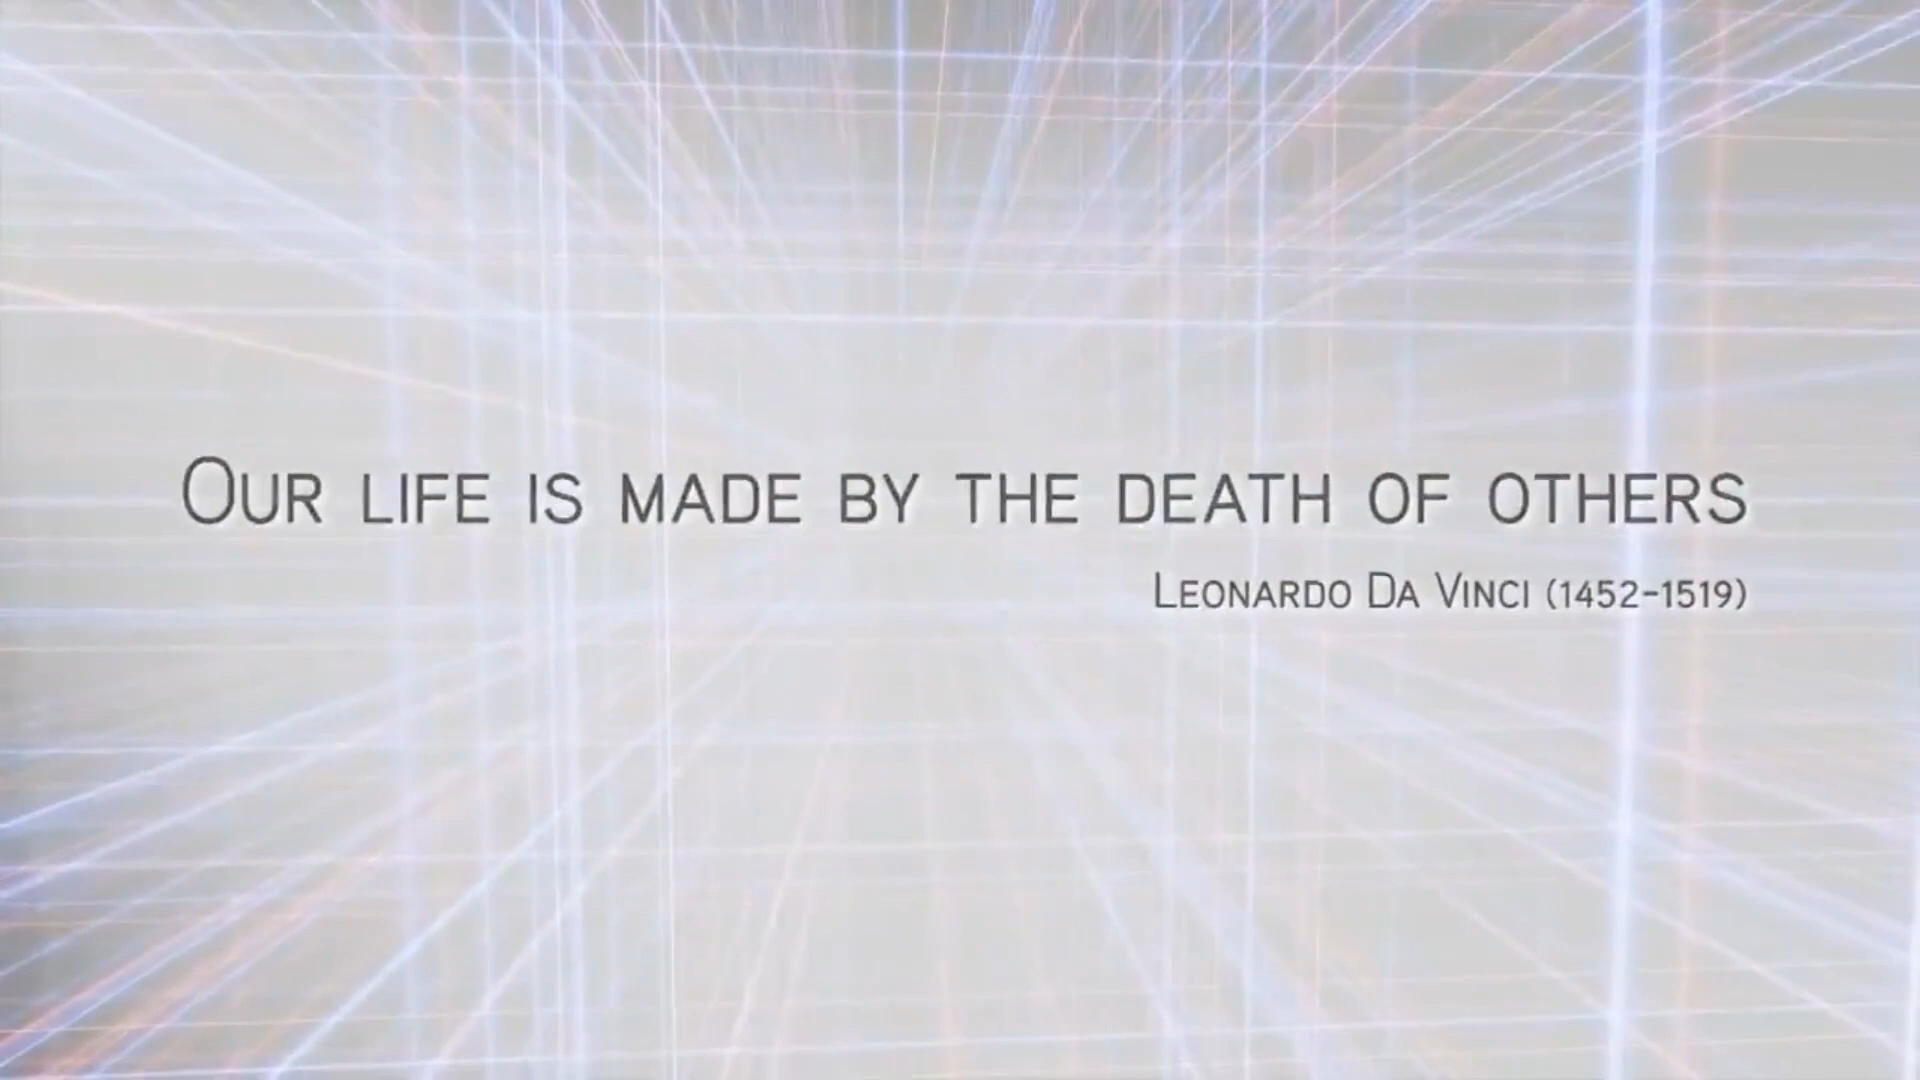 Our life is made by the death of others
Leonardo Da Vinci (1452-1519)